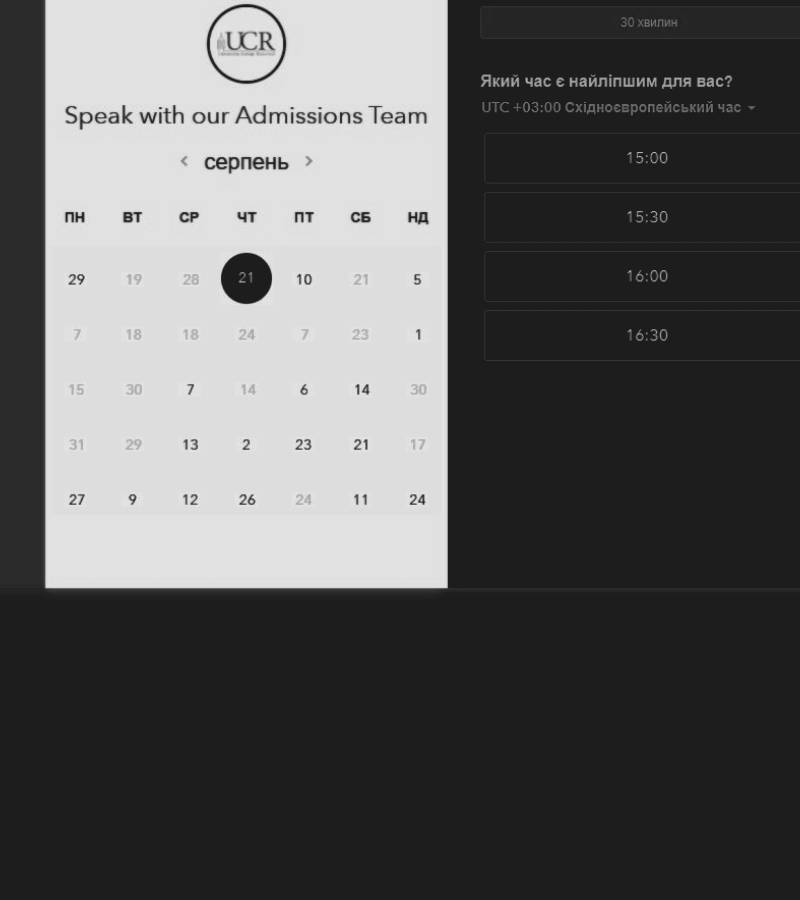 UCR
Speak with our Admissions Team
серпень
ПН ВТ СР ЧТ ПТ СБ НД
29 19 28 21 10 21 5
7 18 18 24 7 23 1
15 30 7 14 6 14 30
31 29 13 2 23 21 17
27 9 12 26 24 11 24
30 хвилин
Який час є найліпшим для вас?
UTC +03:00 Східноєвропейський час
15:00
15:30
16:00
16:30